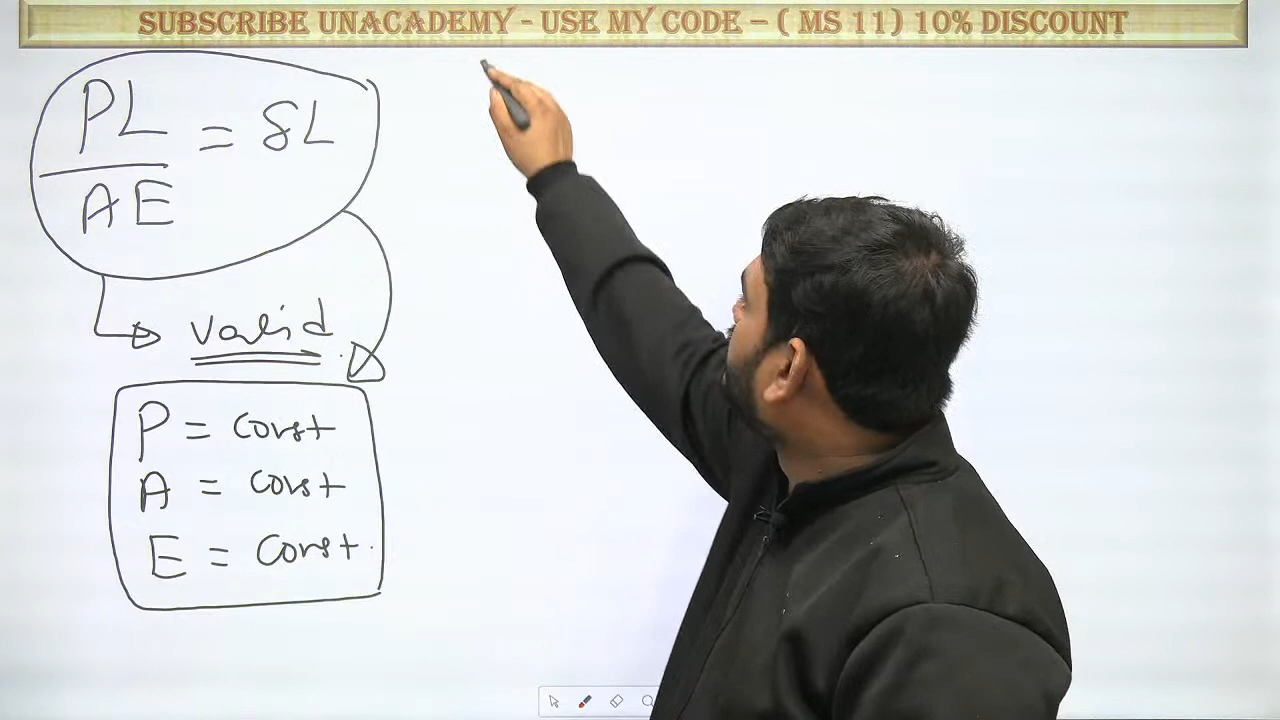 SUBSCRIBE UNACADEMY - USE MY CODE – ( MS 11) 10% DISCOUNT
PL
AE
= δL
valid
P = const
A = const
E = const.